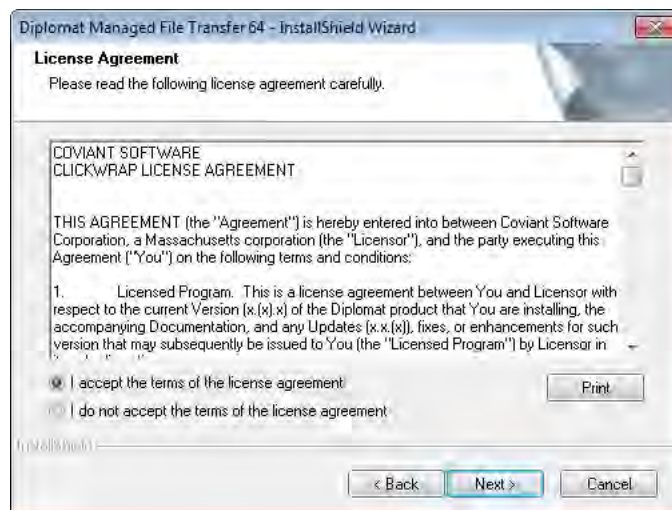 Diplomat Managed File Transfer 64 - InstallShield Wizard
License Agreement
Please read the following license agreement carefully.
COVIANT SOFTWARE
CLICKWRAP LICENSE AGREEMENT
THIS AGREEMENT (the "Agreement") is hereby entered into between Coviant Software
Corporation, a Massachusetts corporation (the "Licensor"), and the party executing this
Agreement ("You") on the following terms and conditions:
1. Licensed Program. This is a license agreement between You and Licensor with
respect to the current Version (x.(x).x) of the Diplomat product that You are installing, the
accompanying Documentation, and any Updates (x.x.(x)), fixes, or enhancements for such
version that may subsequently be issued to You (the "Licensed Program") by Licensor in
I accept the terms of the license agreement
Print
I do not accept the terms of the license agreement
InstallShield
< Back
Next >
Cancel